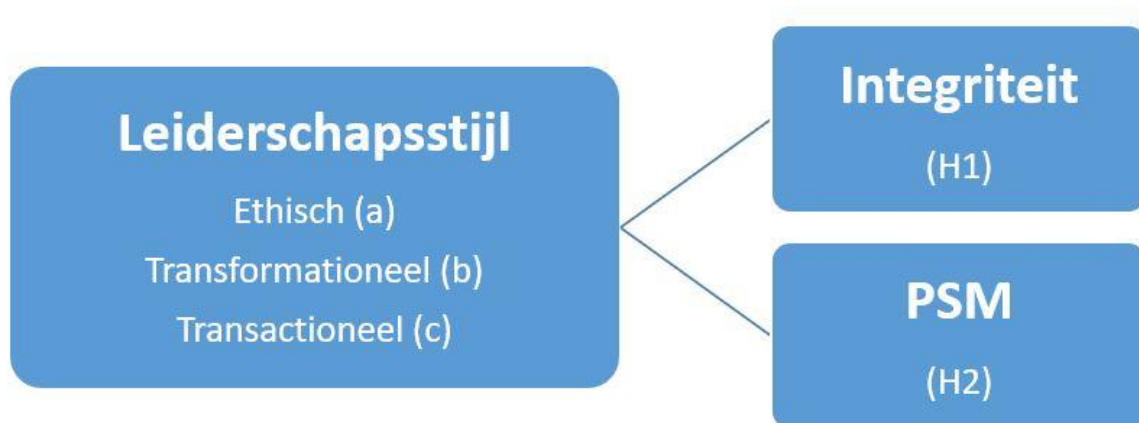 Leiderschapsstijl
Ethisch (a)
Transformationeel (b)
Transactioneel (c)
Integriteit
(H1)
PSM
(H2)